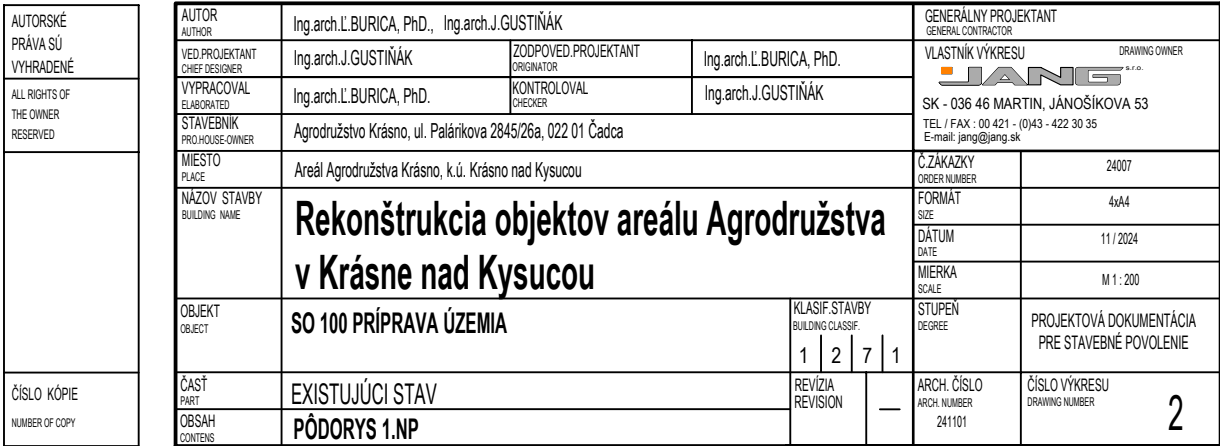 AUTORSKÉ
PRÁVA SÚ
VYHRADENÉ
ALL RIGHTS OF
THE OWNER
RESERVED
ČÍSLO KÓPIE
NUMBER OF COPY
AUTOR
AUTHOR
Ing.arch.Ľ.BURICA, PhD., Ing.arch.J.GUSTIŇÁK
VED.PROJEKTANT
CHIEF DESIGNER
Ing.arch.J.GUSTIŇÁK
ZODPOVED.PROJEKTANT
ORIGINATOR
Ing.arch.Ľ.BURICA, PhD.
VYPRACOVAL
ELABORATED
Ing.arch.Ľ.BURICA, PhD.
KONTROLOVAL
CHECKER
Ing.arch.J.GUSTIŇÁK
STAVEBNÍK
PRO.HOUSE-OWNER
Agrodružstvo Krásno, ul. Palárikova 2845/26a, 022 01 Čadca
MIESTO
PLACE
Areál Agrodružstva Krásno, k.ú. Krásno nad Kysucou
NÁZOV STAVBY
BUILDING NAME
Rekonštrukcia objektov areálu Agrodružstva
v Krásne nad Kysucou
OBJEKT
OBJECT
SO 100 PRÍPRAVA ÚZEMIA
KLASIF.STAVBY
BUILDING CLASSIF.
1 2 7 1
ČASŤ
PART
EXISTUJÚCI STAV
OBSAH
CONTENS
PÔDORYS 1.NP
REVÍZIA
REVISION
—
GENERÁLNY PROJEKTANT
GENERAL CONTRACTOR
VLASTNÍK VÝKRESU
DRAWING OWNER
JANG s.r.o.
SK - 036 46 MARTIN, JÁNOŠÍKOVA 53
TEL / FAX : 00 421 - (0)43 - 422 30 35
E-mail: jang@jang.sk
Č.ZÁKAZKY
ORDER NUMBER
24007
FORMÁT
SIZE
4xA4
DÁTUM
DATE
11 / 2024
MIERKA
SCALE
M 1 : 200
STUPEŇ
DEGREE
PROJEKTOVÁ DOKUMENTÁCIA
PRE STAVEBNÉ POVOLENIE
ARCH. ČÍSLO
ARCH. NUMBER
241101
ČÍSLO VÝKRESU
DRAWING NUMBER
2